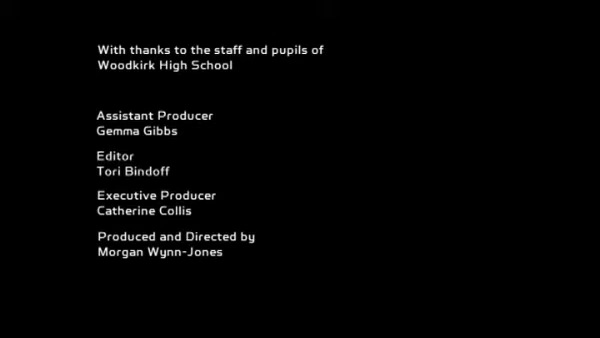 With thanks to the staff and pupils of
Woodkirk High School
Assistant Producer
Gemma Gibbs
Editor
Tori Bindoff
Executive Producer
Catherine Collis
Produced and Directed by
Morgan Wynn-Jones